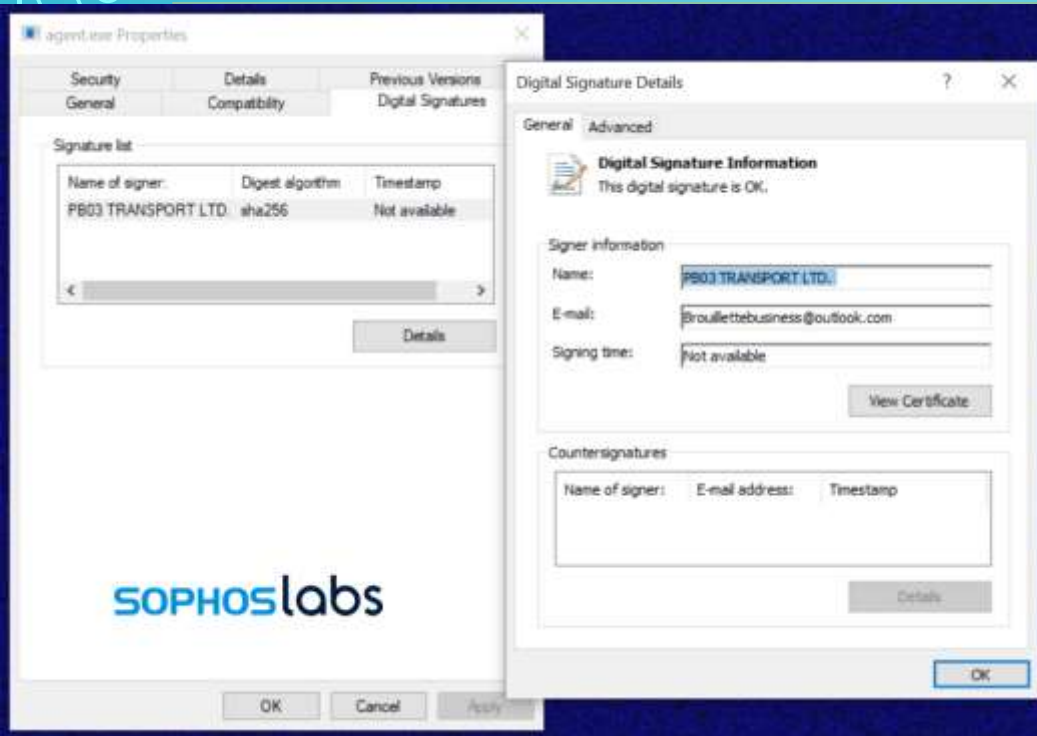 agent.exe Properties
Security Details Previous Versions
General Compatibility Digital Signatures
Signature list
Name of signer: Digest algorithm Timestamp
PB03 TRANSPORT LTD. sha256 Not available
Details
OK Cancel Apply
sophoslabs
Digital Signature Details
General Advanced
Digital Signature Information
This digital signature is OK.
Signer information
Name: PB03 TRANSPORT LTD.
E-mail: Brouillettebusiness@outlook.com
Signing time: Not available
View Certificate
Countersignatures
Name of signer: E-mail address: Timestamp
Details
OK